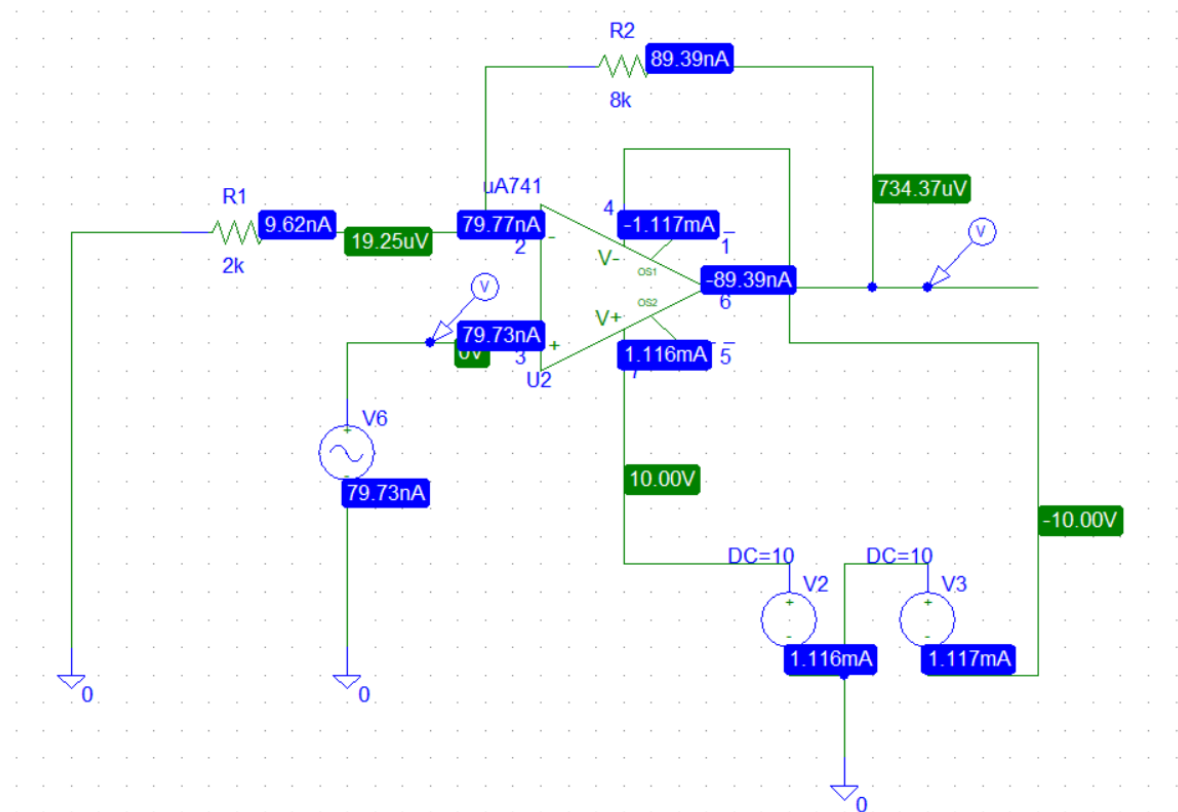 R2
89.39nA
8k
uA741
734.37uV
R1
4
9.62nA
79.77nA
-1.117mA
19.25uV
2
-
1
V-
2k
OS1
-89.39nA
V
V
OS2
6
V+
79.73nA
+
0V
3
1.116mA
5
7
U2
V6
+
79.73nA
10.00V
-10.00V
DC=10
DC=10
V2
V3
+
+
-
-
1.116mA
1.117mA
0
0
0